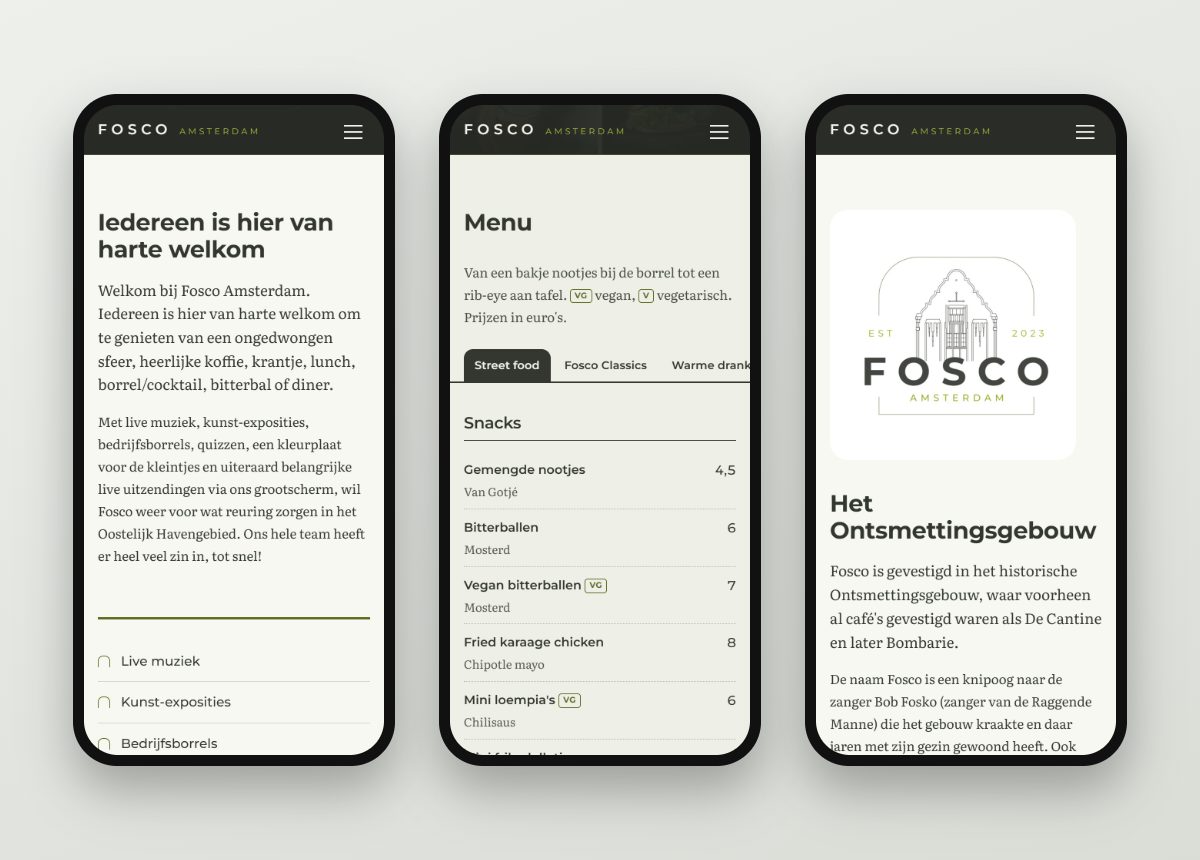 FOSCO AMSTERDAM
Iedereen is hier van
harte welkom
Welkom bij Fosco Amsterdam.
Iedereen is hier van harte welkom om
te genieten van een ongedwongen
sfeer, heerlijke koffie, krantje, lunch,
borrel/cocktail, bitterbal of diner.
Met live muziek, kunst-exposities,
bedrijfsborrels, quizzen, een kleurplaat
voor de kleintjes en uiteraard belangrijke
live uitzendingen via ons grootscherm, wil
Fosco weer voor wat reuring zorgen in het
Oostelijk Havengebied. Ons hele team heeft
er heel veel zin in, tot snel!
Live muziek
Kunst-exposities
Bedrijfsborrels
FOSCO AMSTERDAM
Menu
Van een bakje nootjes bij de borrel tot een
rib-eye aan tafel. VG vegan, V vegetarisch.
Prijzen in euro's.
Street food Fosco Classics Warme drank
Snacks
Gemengde nootjes 4,5
Van Gotjé
Bitterballen 6
Mosterd
Vegan bitterballen VG 7
Mosterd
Fried karaage chicken 8
Chipotle mayo
Mini loempia's VG 6
Chilisaus
FOSCO AMSTERDAM
EST 2023
FOSCO
AMSTERDAM
Het
Ontsmettingsgebouw
Fosco is gevestigd in het historische
Ontsmettingsgebouw, waar voorheen
al café's gevestigd waren als De Cantine
en later Bombarie.
De naam Fosco is een knipoog naar de
zanger Bob Fosko (zanger van de Raggende
Manne) die het gebouw kraakte en daar
jaren met zijn gezin gewoond heeft. Ook